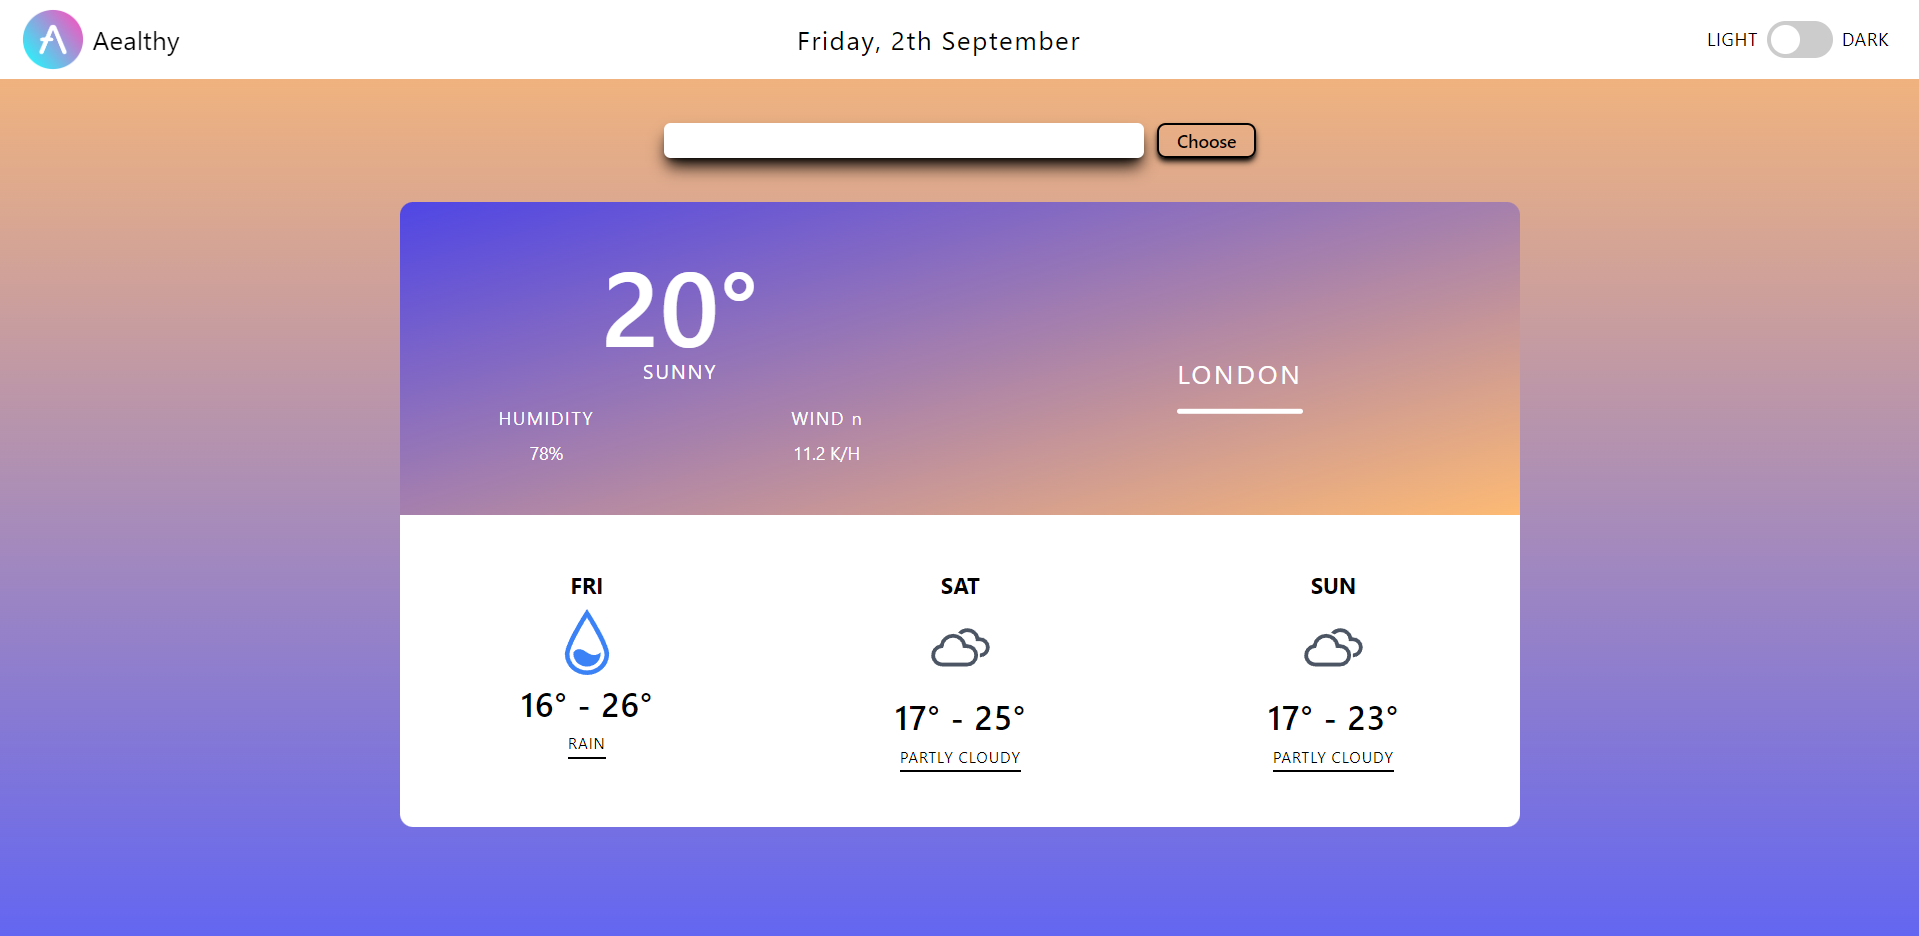 Aealthy
Friday, 2th September
LIGHT DARK
Choose
20°
SUNNY
HUMIDITY
78%
WIND n
11.2 K/H
LONDON
FRI
16° - 26°
RAIN
SAT
17° - 25°
PARTLY CLOUDY
SUN
17° - 23°
PARTLY CLOUDY